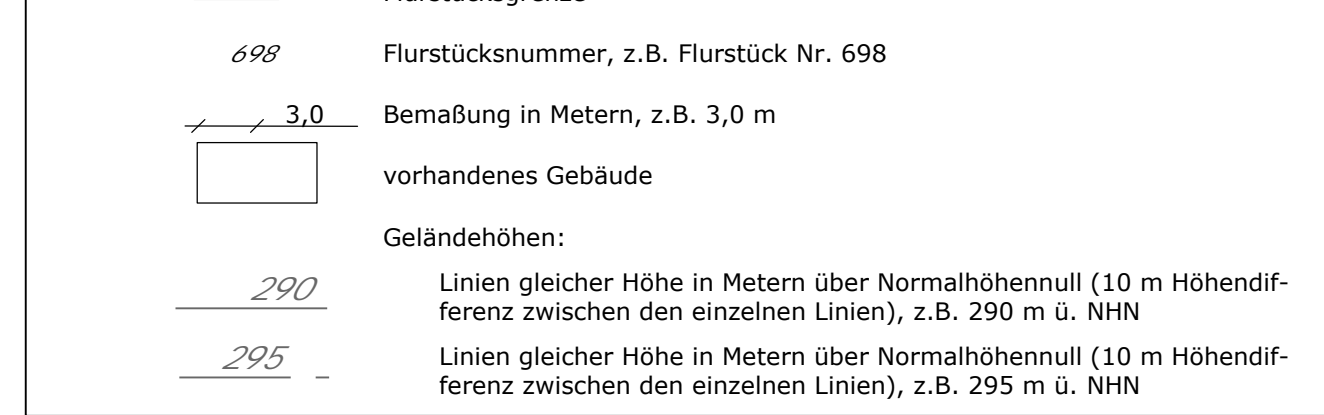 698 Flurstücksnummer, z.B. Flurstück Nr. 698
3,0 Bemaßung in Metern, z.B. 3,0 m
vorhandenes Gebäude
Geländehöhen:
290 Linien gleicher Höhe in Metern über Normalhöhennull (10 m Höhendif-
ferenz zwischen den einzelnen Linien), z.B. 290 m ü. NHN
295 Linien gleicher Höhe in Metern über Normalhöhennull (10 m Höhendif-
ferenz zwischen den einzelnen Linien), z.B. 295 m ü. NHN